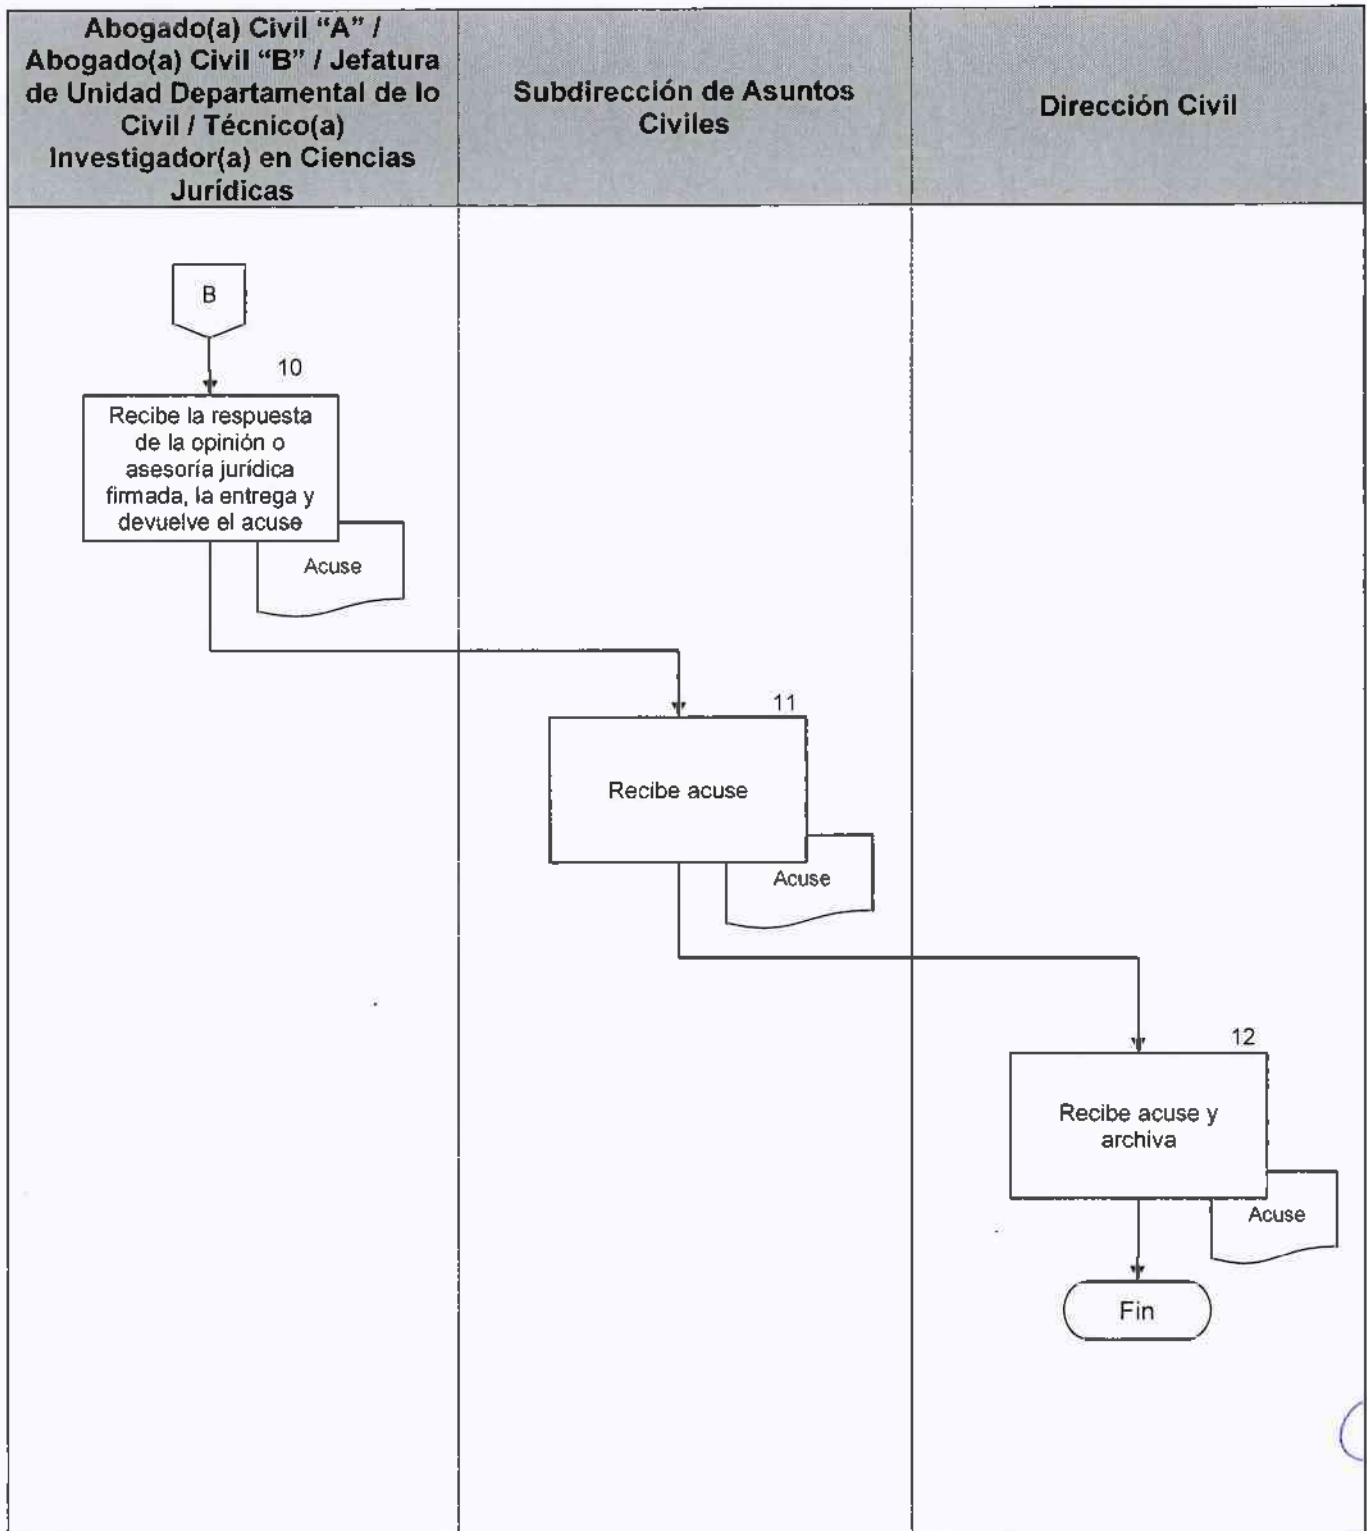 Abogado(a) Civil “A” /
Abogado(a) Civil “B” / Jefatura
de Unidad Departamental de lo
Civil / Técnico(a)
Investigador(a) en Ciencias
Jurídicas
Subdirección de Asuntos
Civiles
Dirección Civil
B
10
Recibe la respuesta
de la opinión o
asesoría jurídica
firmada, la entrega y
devuelve el acuse
Acuse
11
Recibe acuse
Acuse
12
Recibe acuse y
archiva
Acuse
Fin